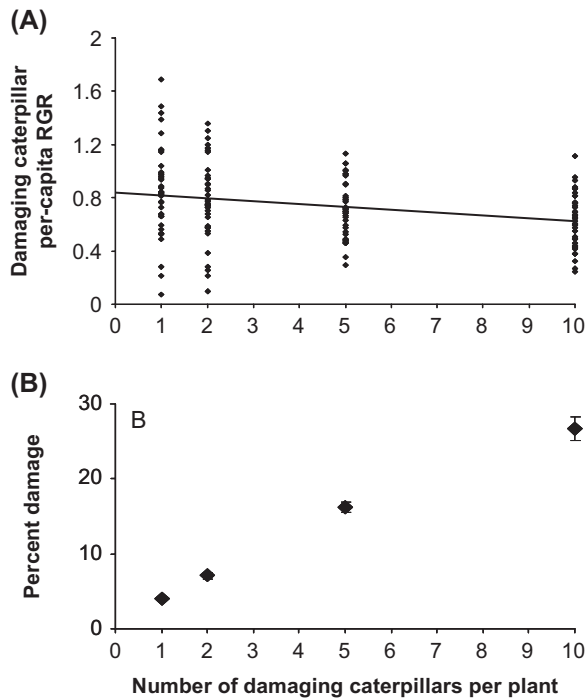 (A)
Damaging caterpillar
per-capita RGR
2
1.6
1.2
0.8
0.4
0
0 1 2 3 4 5 6 7 8 9 10
(B)
B
Percent damage
30
20
10
0
0 1 2 3 4 5 6 7 8 9 10
Number of damaging caterpillars per plant